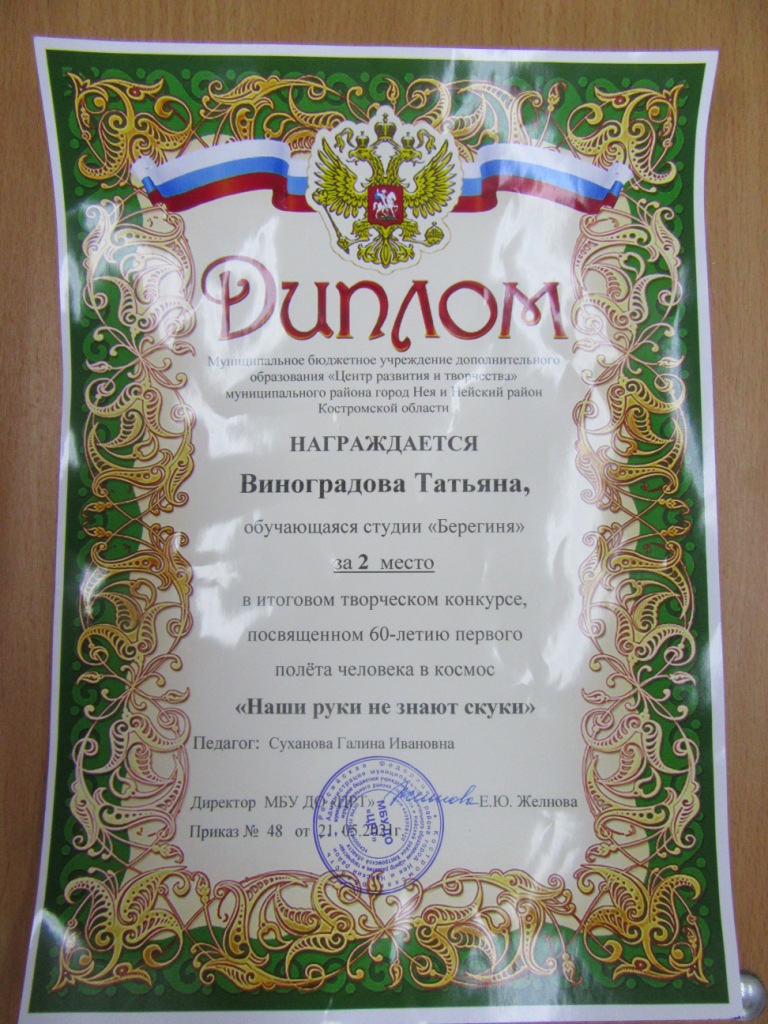 Диплом
Муниципальное бюджетное учреждение дополнительного
образования «Центр развития и творчества»
муниципального района город Нея и Нейский район
Костромской области
НАГРАЖДАЕТСЯ
Виноградова Татьяна,
обучающаяся студии «Берегиня»
за 2 место
в итоговом творческом конкурсе,
посвященном 60-летию первого
полёта человека в космос
«Наши руки не знают скуки»
Педагог: Суханова Галина Ивановна
Директор МБУ ДО «ЦРТ» Е.Ю. Желнова
Приказ № 48 от 21.05.2021г.